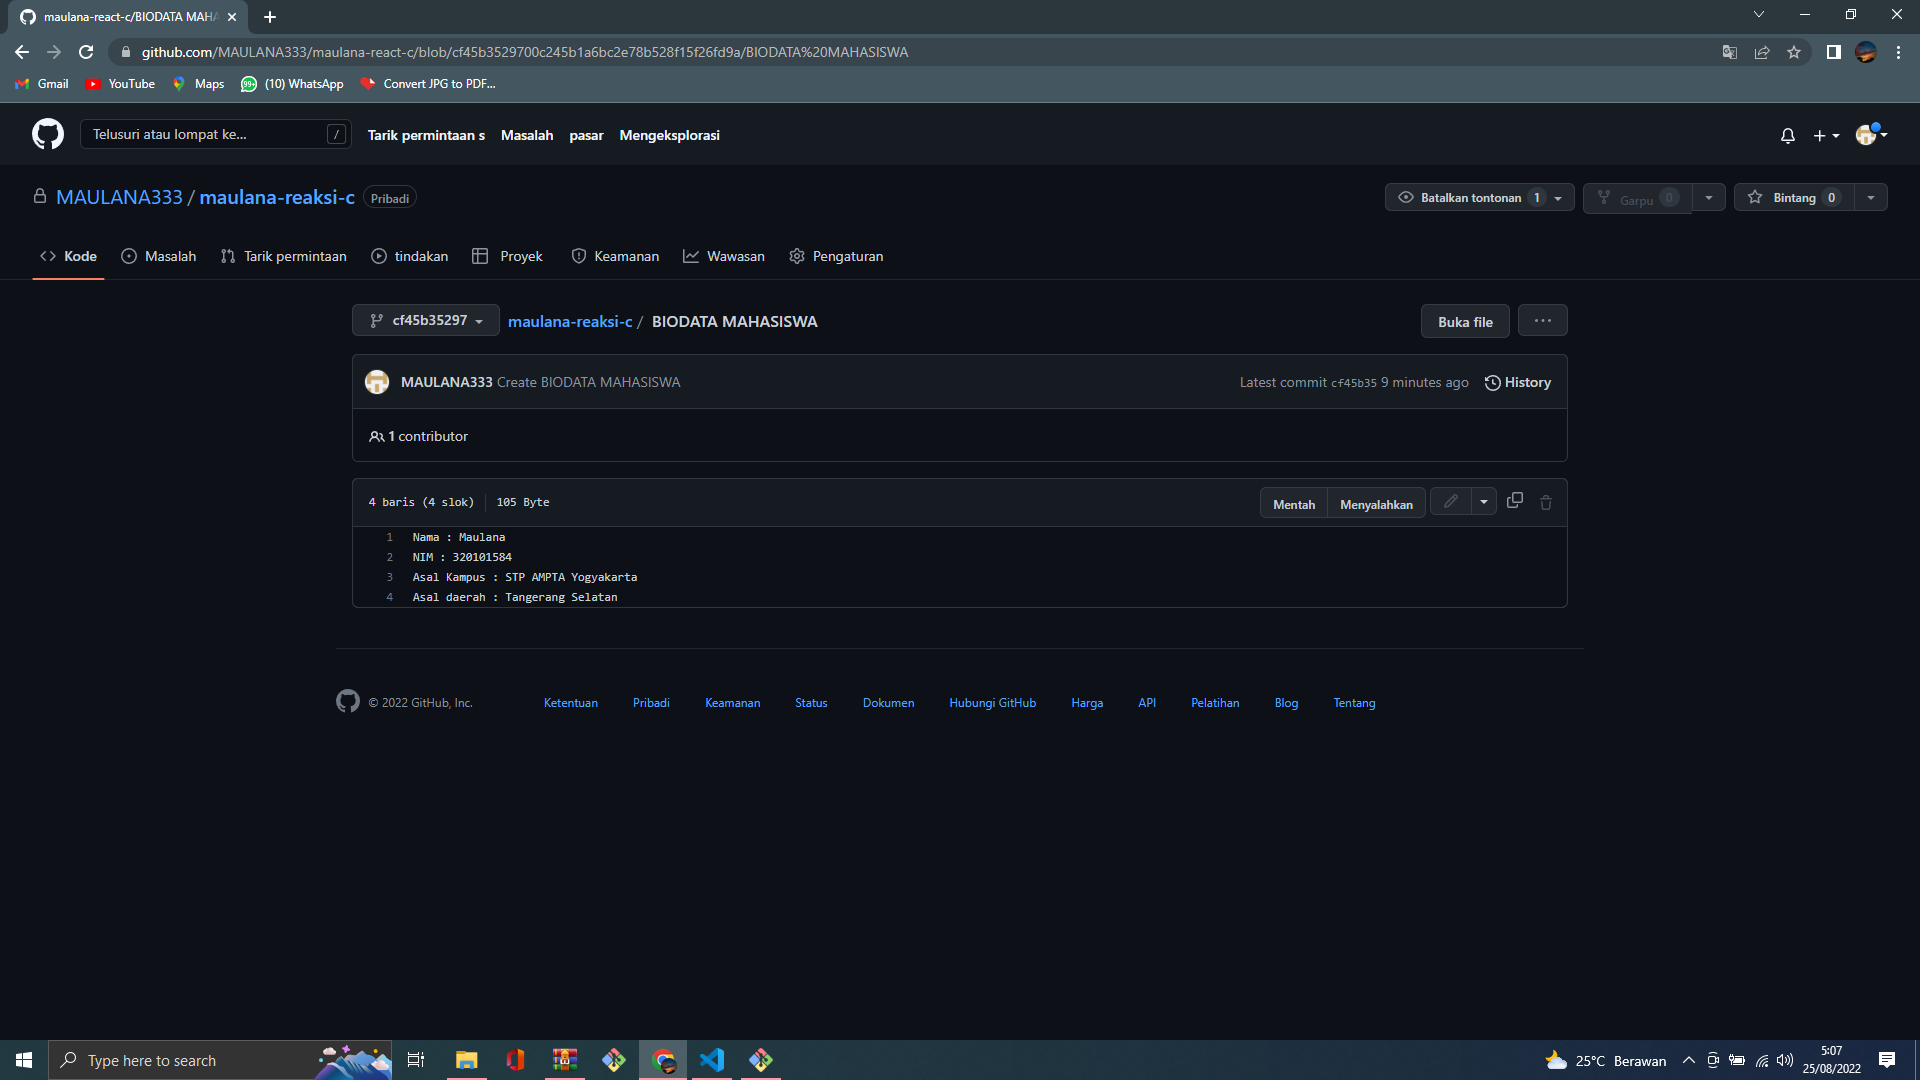 maulana-react-c/BIODATA MAHA
github.com/MAULANA333/maulana-react-c/blob/cf45b3529700c245b1a6bc2e78b528f15f26fd9a/BIODATA%20MAHASISWA
Gmail YouTube Maps (10) WhatsApp Convert JPG to PDF...
Telusuri atau lompat ke... / Tarik permintaan s Masalah pasar Mengeksplorasi
MAULANA333 / maulana-reaksi-c Pribadi Batalkan tontonan 1 Garpu 0 Bintang 0
Kode Masalah Tarik permintaan tindakan Proyek Keamanan Wawasan Pengaturan
cf45b35297 maulana-reaksi-c / BIODATA MAHASISWA Buka file ...
MAULANA333 Create BIODATA MAHASISWA Latest commit cf45b35 9 minutes ago History
1 contributor
4 baris (4 slok) 105 Byte Mentah Menyalahkan
1 Nama : Maulana
2 NIM : 320101584
3 Asal Kampus : STP AMPTA Yogyakarta
4 Asal daerah : Tangerang Selatan
© 2022 GitHub, Inc. Ketentuan Pribadi Keamanan Status Dokumen Hubungi GitHub Harga API Pelatihan Blog Tentang
Type here to search 25°C Berawan 5:07
25/08/2022